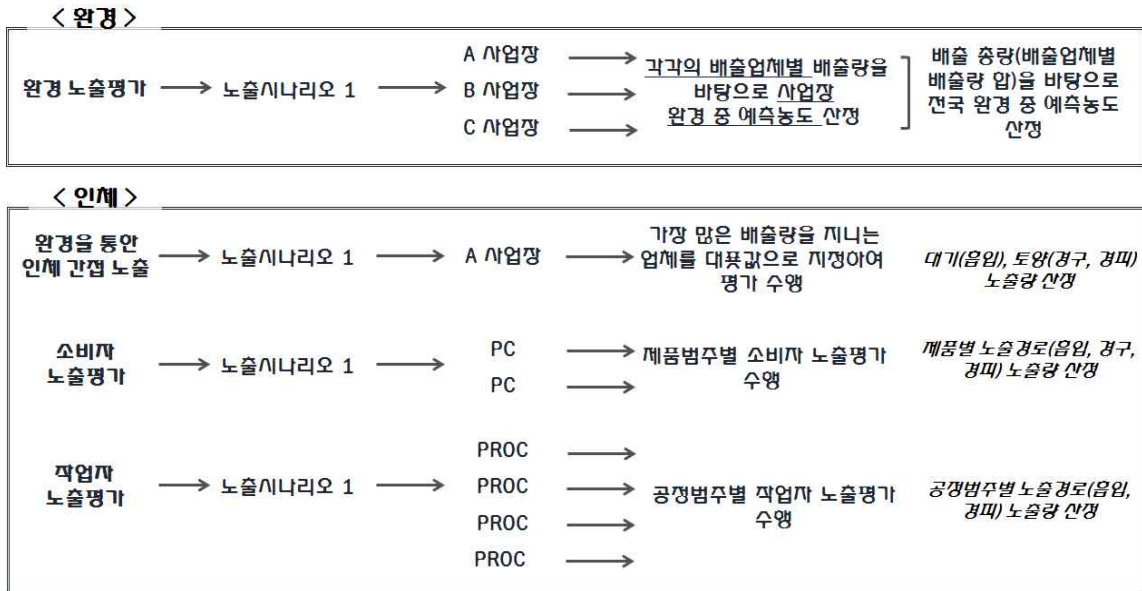 < 환경 >
환경 노출평가
노출시나리오 1
A 사업장
B 사업장
C 사업장
각각의 배출업체별 배출량을
바탕으로 사업장
환경 중 예측농도 산정
배출 총량(배출업체별
배출량 합)을 바탕으로
전국 환경 중 예측농도
산정
< 인체 >
환경을 통한
인체 간접 노출
노출시나리오 1
A 사업장
가장 많은 배출량을 지니는
업체를 대푯값으로 지정하여
평가 수행
대기(흡입), 토양(경구, 경피)
노출량 산정
소비자
노출평가
노출시나리오 1
PC
PC
제품범주별 소비자 노출평가
수행
제품별 노출경로(흡입, 경구,
경피) 노출량 산정
작업자
노출평가
노출시나리오 1
PROC
PROC
PROC
PROC
공정범주별 작업자 노출평가
수행
공정범주별 노출경로(흡입,
경피) 노출량 산정